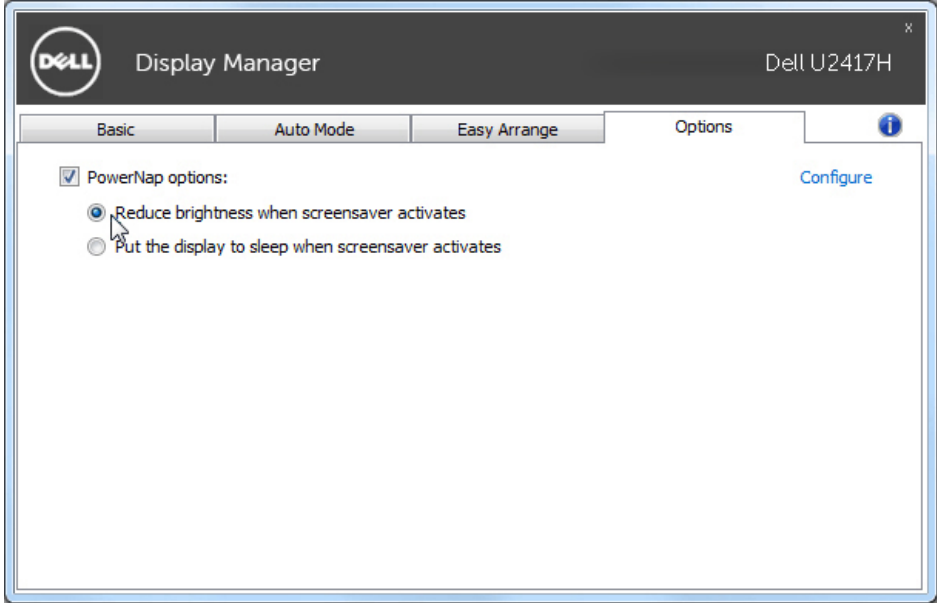 x
DELL
Display Manager
Dell U2417H
Basic
Auto Mode
Easy Arrange
Options
i
PowerNap options:
Configure
Reduce brightness when screensaver activates
Put the display to sleep when screensaver activates